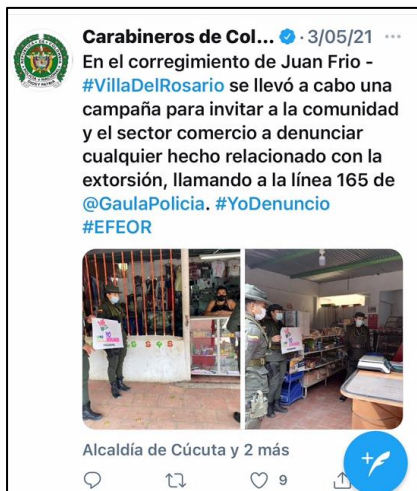 Carabineros de Col... · 3/05/21 ...
En el corregimiento de Juan Frio -
#VillaDelRosario se llevó a cabo una
campaña para invitar a la comunidad
y el sector comercio a denunciar
cualquier hecho relacionado con la
extorsión, llamando a la línea 165 de
@GaulaPolicia. #YoDenuncio
#EFEOR
Alcaldía de Cúcuta y 2 más
9